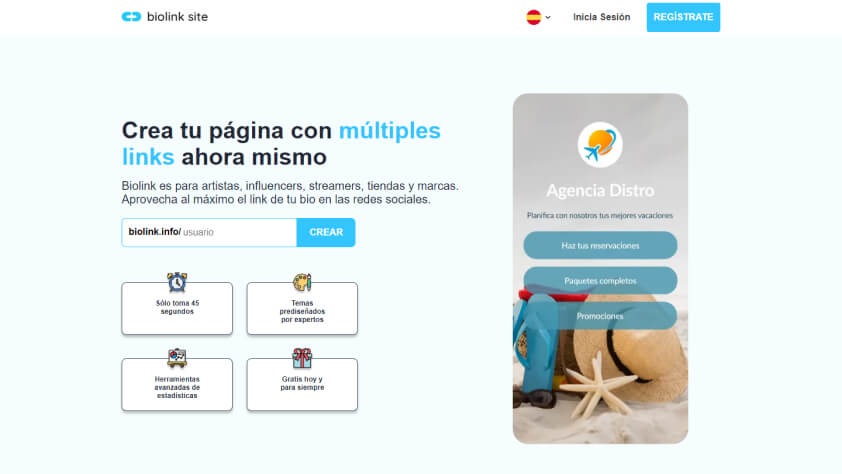 biolink site
Inicia Sesión
REGÍSTRATE
Crea tu página con múltiples
links ahora mismo
Biolink es para artistas, influencers, streamers, tiendas y marcas.
Aprovecha al máximo el link de tu bio en las redes sociales.
biolink.info/ usuario
CREAR
Sólo toma 45
segundos
Temas
prediseñados
por expertos
Herramientas
avanzadas de
estadísticas
Gratis hoy y
para siempre
Agencia Distro
Planifica con nosotros tus mejores vacaciones
Haz tus reservaciones
Paquetes completos
Promociones